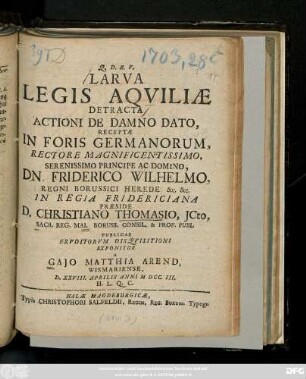 1703, 28
Q. D. B. V.
LARVA
LEGIS AQVILIÆ
DETRACTA
ACTIONI DE DAMNO DATO,
RECEPTÆ
IN FORIS GERMANORUM,
RECTORE MAGNIFICENTISSIMO,
SERENISSIMO PRINCIPE AC DOMINO,
DN. FRIDERICO WILHELMO,
REGNI BORUSSICI HEREDE &c. &c.
IN REGIA FRIDERICIANA
PRÆSIDE
D. CHRISTIANO THOMASIO, JCto,
SACR. REG. MAJ. BORUSS. CONSIL. & PROF. PUBL.
PUBLICÆ
ERUDITORUM DISQUISITIONI
EXPONITUR
A
GAJO MATTHIA AREND,
WISMARIENSE,
D. XXVIII. APRILIS ANNI M DCC III.
H. L. Q. C.
HALÆ MAGDEBURGICÆ,
Typis CHRISTOPHORI SALFELDII, Regim. Reg. Boruss. Typogr.